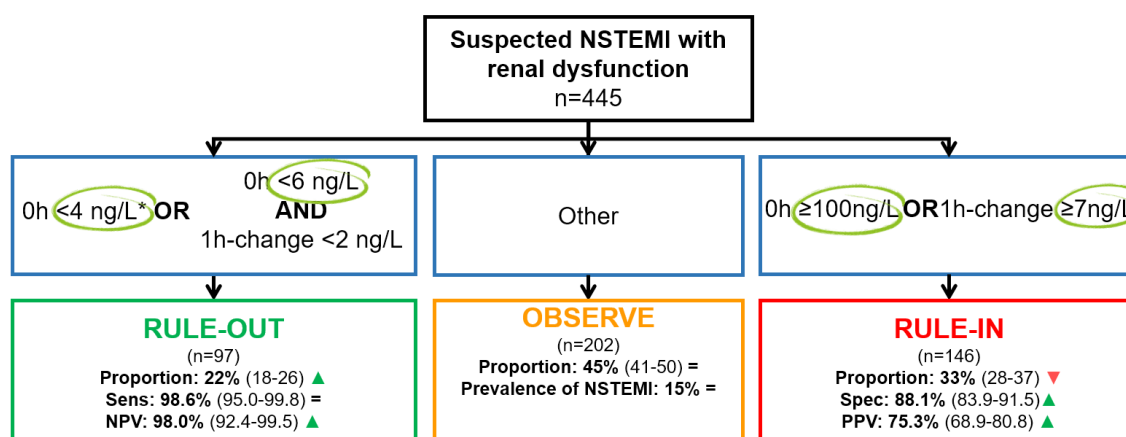 Suspected NSTEMI with
renal dysfunction
n=445
0h <4 ng/L* OR
0h <6 ng/L
AND
1h-change <2 ng/L
Other
0h ≥100ng/L OR 1h-change ≥7ng/L
RULE-OUT
(n=97)
Proportion: 22% (18-26) ▲
Sens: 98.6% (95.0-99.8) =
NPV: 98.0% (92.4-99.5) ▲
OBSERVE
(n=202)
Proportion: 45% (41-50) =
Prevalence of NSTEMI: 15% =
RULE-IN
(n=146)
Proportion: 33% (28-37) ▼
Spec: 88.1% (83.9-91.5) ▲
PPV: 75.3% (68.9-80.8) ▲